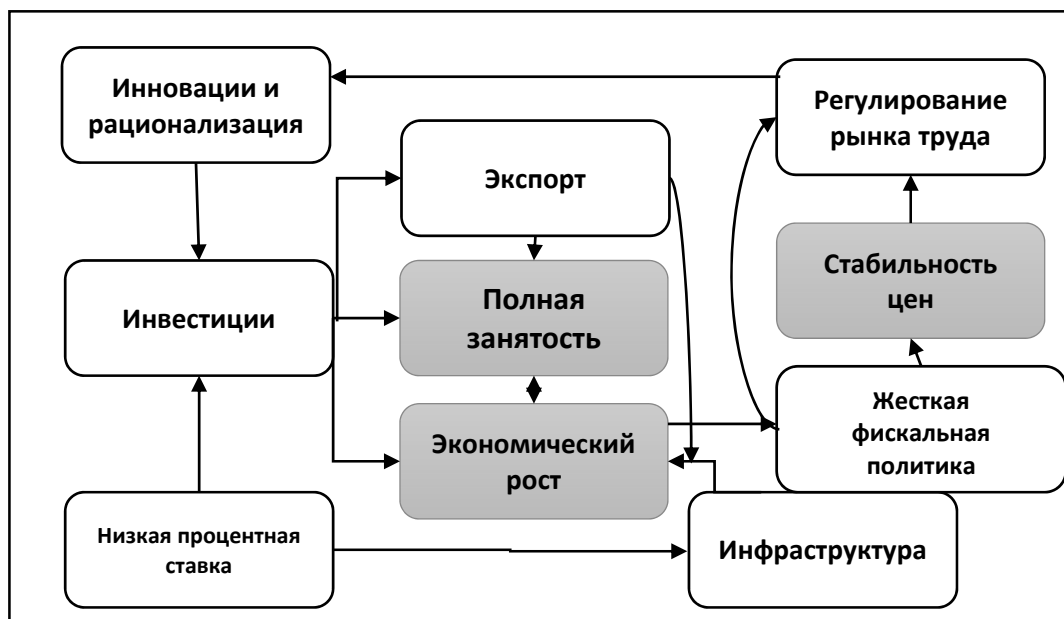 Инновации и
рационализация
Регулирование
рынка труда
Экспорт
Стабильность
цен
Инвестиции
Полная
занятость
Экономический
рост
Жесткая
фискальная
политика
Низкая процентная
ставка
Инфраструктура